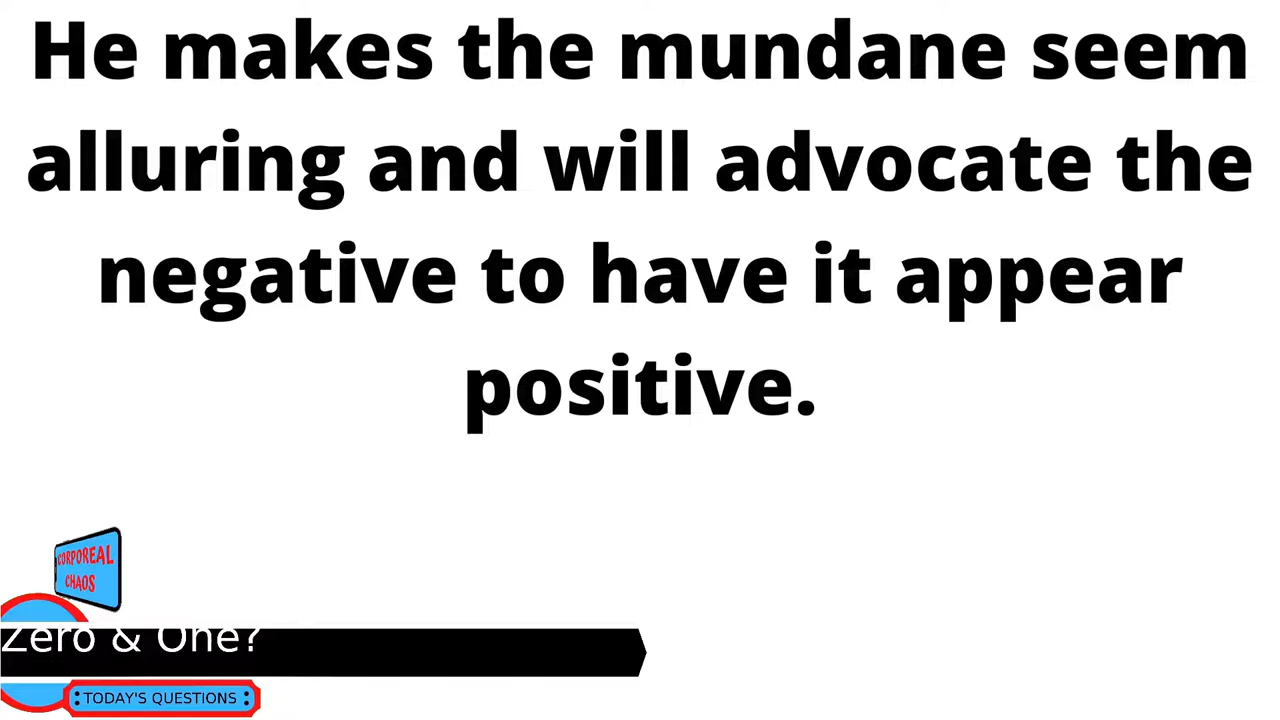 He makes the mundane seem
alluring and will advocate the
negative to have it appear
positive.
CORPOREAL
CHAOS
Zero & One?
TODAY'S QUESTIONS